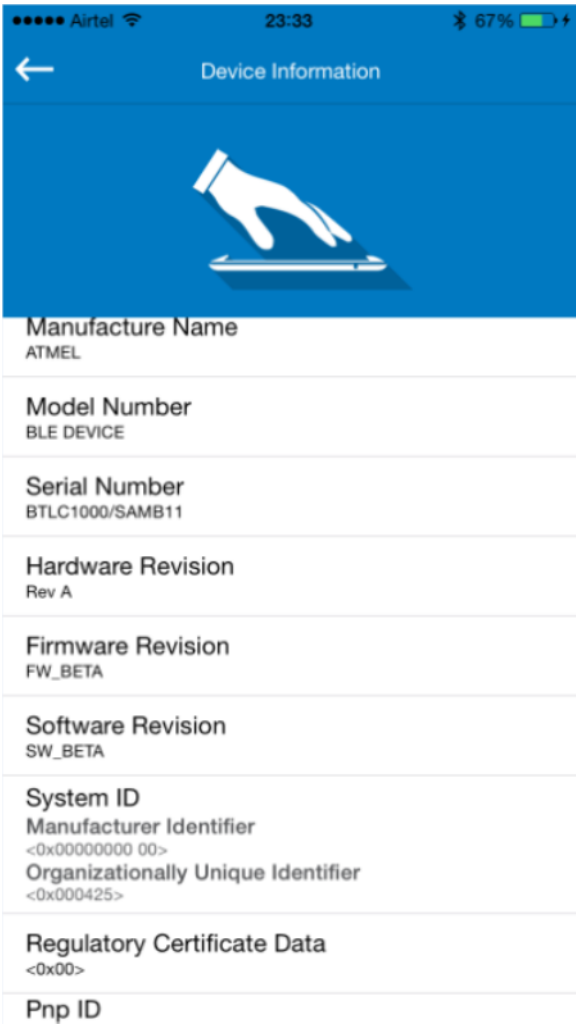 Airtel 23:33 67%
Device Information
Manufacture Name
ATMEL
Model Number
BLE DEVICE
Serial Number
BTLC1000/SAMB11
Hardware Revision
Rev A
Firmware Revision
FW_BETA
Software Revision
SW_BETA
System ID
Manufacturer Identifier
<0x00000000 00>
Organizationally Unique Identifier
<0x000425>
Regulatory Certificate Data
<0x00>
Pnp ID